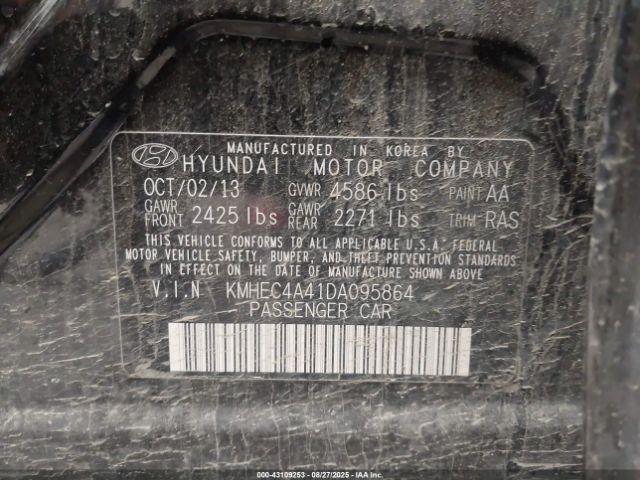 MANUFACTURED IN KOREA BY
HYUNDAI MOTOR COMPANY
OCT/02/13 GVWR 4586 lbs PAINT AA
GAWR FRONT 2425 lbs GAWR REAR 2271 lbs TRIM RAS
THIS VEHICLE CONFORMS TO ALL APPLICABLE U.S.A. FEDERAL
MOTOR VEHICLE SAFETY, BUMPER, AND THEFT PREVENTION STANDARDS
IN EFFECT ON THE DATE OF MANUFACTURE SHOWN ABOVE
V.I.N KMHEC4A41DA095864
PASSENGER CAR
© 000-43109253 - 08/27/2025 - IAA Holdings, LLC